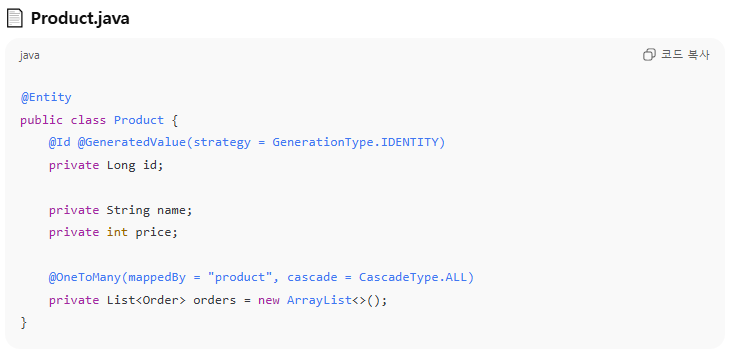 Product.java
java
코드 복사
@Entity
public class Product {
    @Id @GeneratedValue(strategy = GenerationType.IDENTITY)
    private Long id;
    private String name;
    private int price;
    @OneToMany(mappedBy = "product", cascade = CascadeType.ALL)
    private List<Order> orders = new ArrayList<>();
}